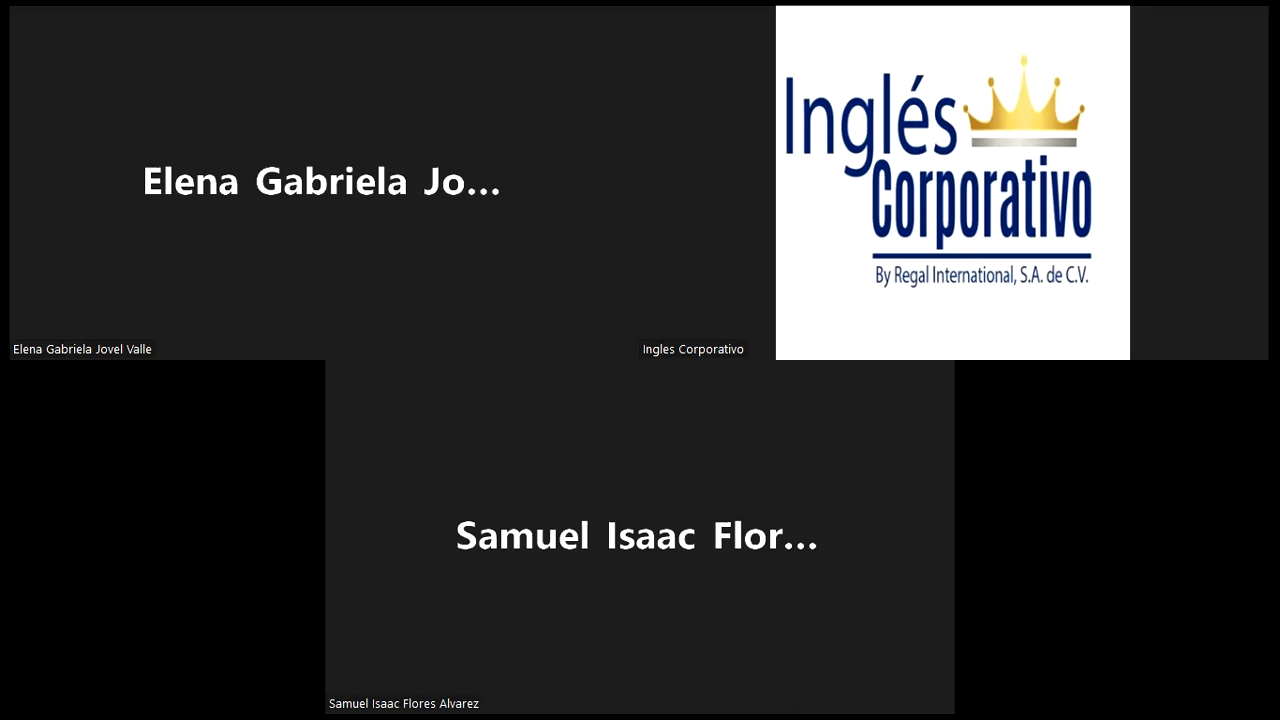 Elena Gabriela Jo...
Elena Gabriela Jovel Valle
Inglés
Corporativo
By Regal International, S.A. de C.V.
Ingles Corporativo
Samuel Isaac Flor...
Samuel Isaac Flores Alvarez